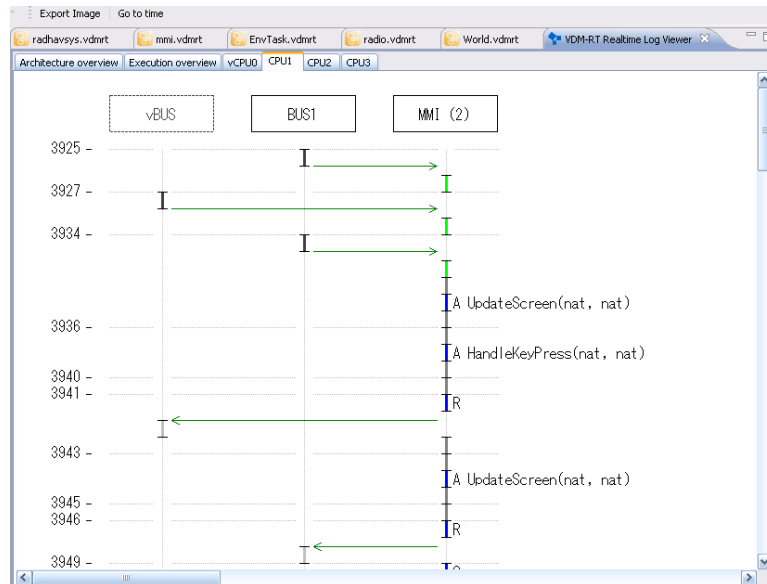 Export Image Go to time
radhavsys.vdmrt mmi.vdmrt EnvTask.vdmrt radio.vdmrt World.vdmrt VDM-RT Realtime Log Viewer
Architecture overview Execution overview vCPU0 CPU1 CPU2 CPU3
vBUS BUS1 MMI (2)
3925 -
3927 -
3934 -
A UpdateScreen(nat, nat)
3936 -
A HandleKeyPress(nat, nat)
3940 -
3941 -
R
3943 -
A UpdateScreen(nat, nat)
3945 -
3946 -
R
3949 -